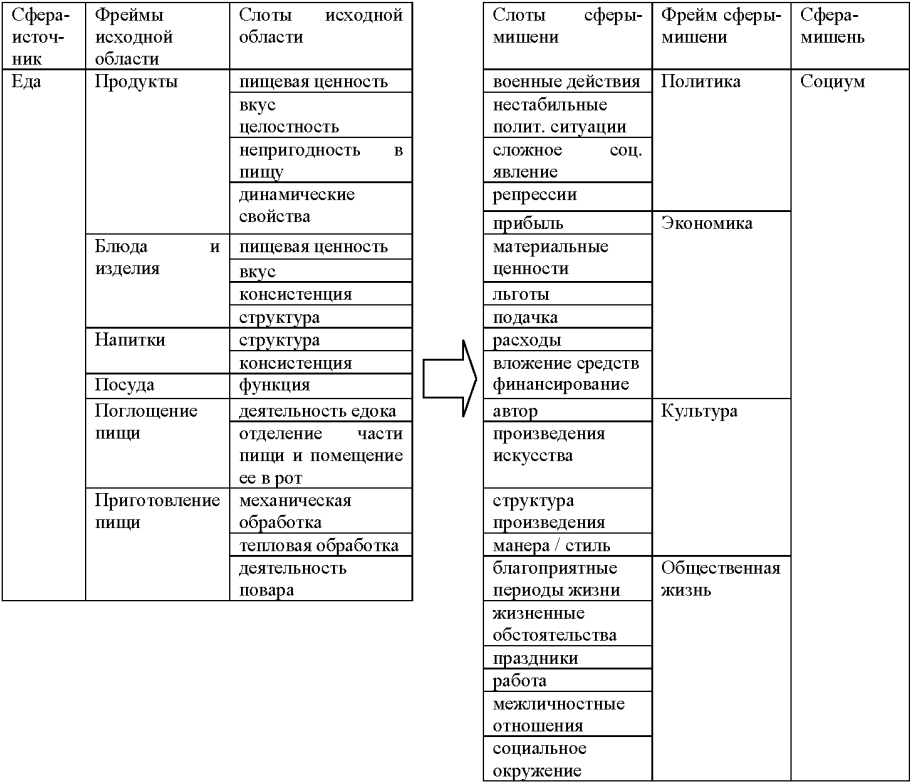 Сфера-
источ-
ник
Фреймы
исходной
области
Слоты исходной
области
Еда
Продукты
пищевая ценность
вкус
целостность
непригодность в
пищу
динамические
свойства
Блюда и
изделия
пищевая ценность
вкус
консистенция
структура
Напитки
структура
консистенция
Посуда
функция
Поглощение
пищи
деятельность едока
отделение части
пищи и помещение
ее в рот
Приготовление
пищи
механическая
обработка
тепловая обработка
деятельность
повара
Слоты сферы-
мишени
Фрейм сферы-
мишени
Сфера-
мишень
военные действия
Политика
Социум
нестабильные
полит. ситуации
сложное соц.
явление
репрессии
прибыль
Экономика
материальные
ценности
льготы
подачка
расходы
вложение средств
финансирование
автор
Культура
произведения
искусства
структура
произведения
манера / стиль
благоприятные
периоды жизни
Общественная
жизнь
жизненные
обстоятельства
праздники
работа
межличностные
отношения
социальное
окружение